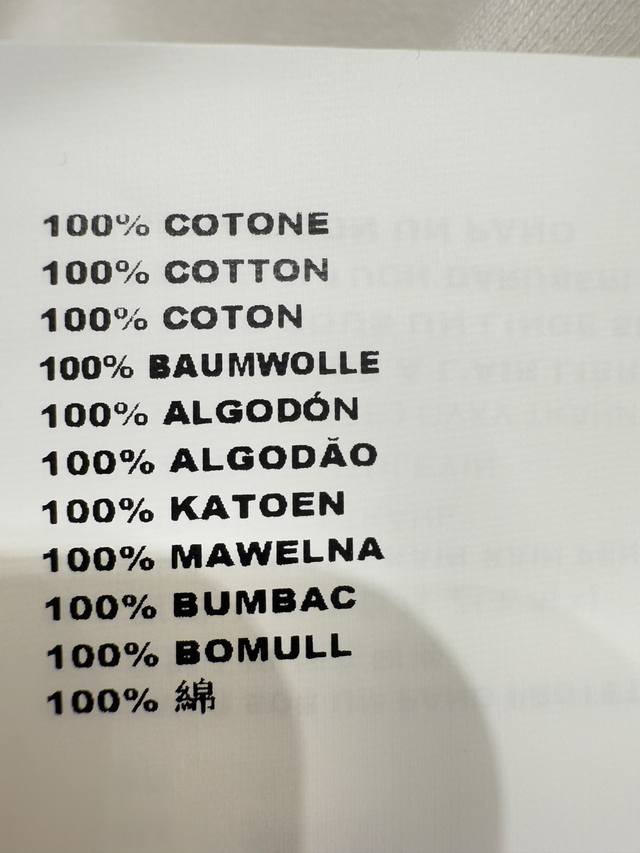 100% COTONE
100% COTTON
100% COTON
100% BAUMWOLLE
100% ALGODÓN
100% ALGODĂO
100% KATOEN
100% MAWELNA
100% BUMBAC
100% BOMULL
100% 綿